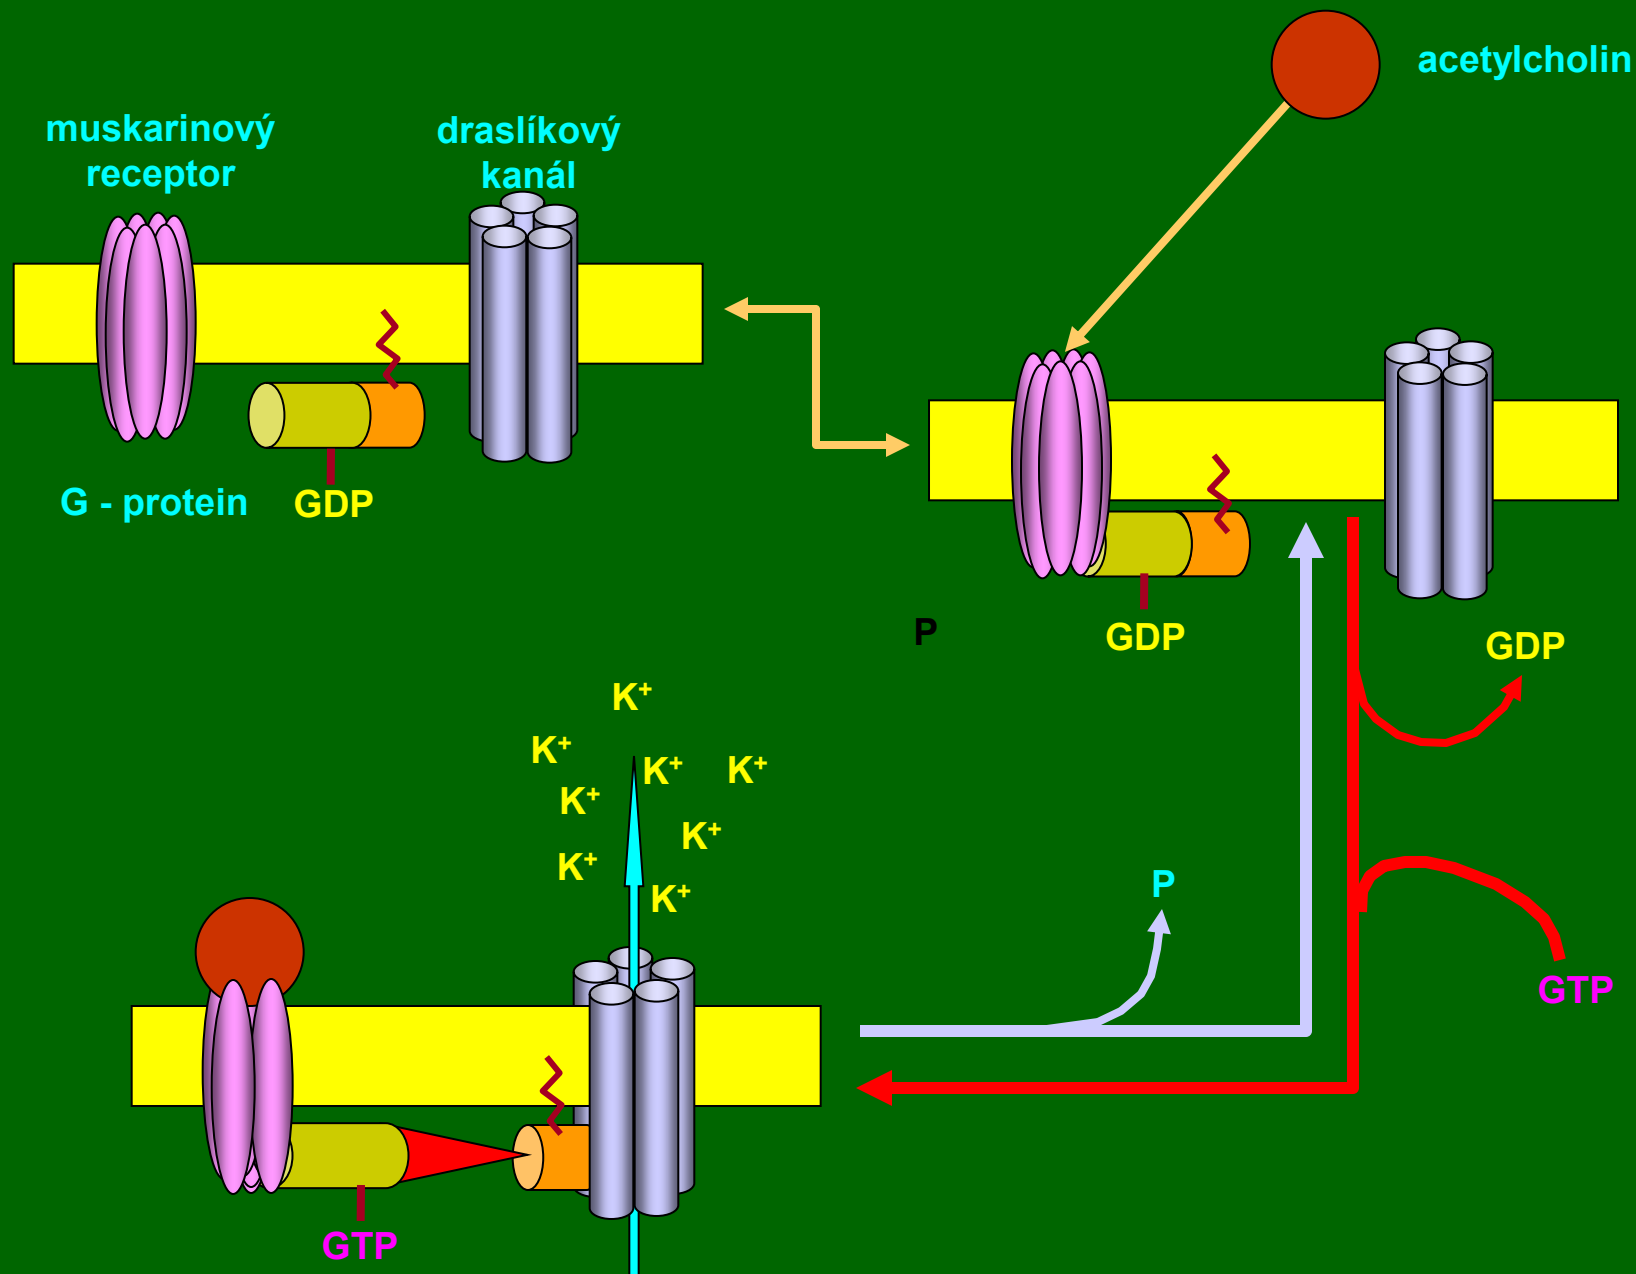 acetylcholin
muskarinový
receptor
draslíkový
kanál
G - protein
GDP
P
GDP
GDP
K⁺
K⁺
K⁺
K⁺
K⁺
K⁺
K⁺
K⁺
P
GTP
GTP